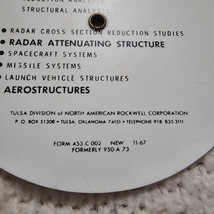 STRUCTURAL ANALYSIS
• RADAR CROSS SECTION REDUCTION STUDIES
• RADAR ATTENUATING STRUCTURE
• SPACECRAFT SYSTEMS
• MISSILE SYSTEMS
• LAUNCH VEHICLE STRUCTURES
AEROSTRUCTURES
TULSA DIVISION of NORTH AMERICAN ROCKWELL CORPORATION
P O BOX 51308 • TULSA, OKLAHOMA 74151 • TELEPHONE 918 835 3111
FORM 455 C 002 NEW 11-67
FORMERLY 950-A 73